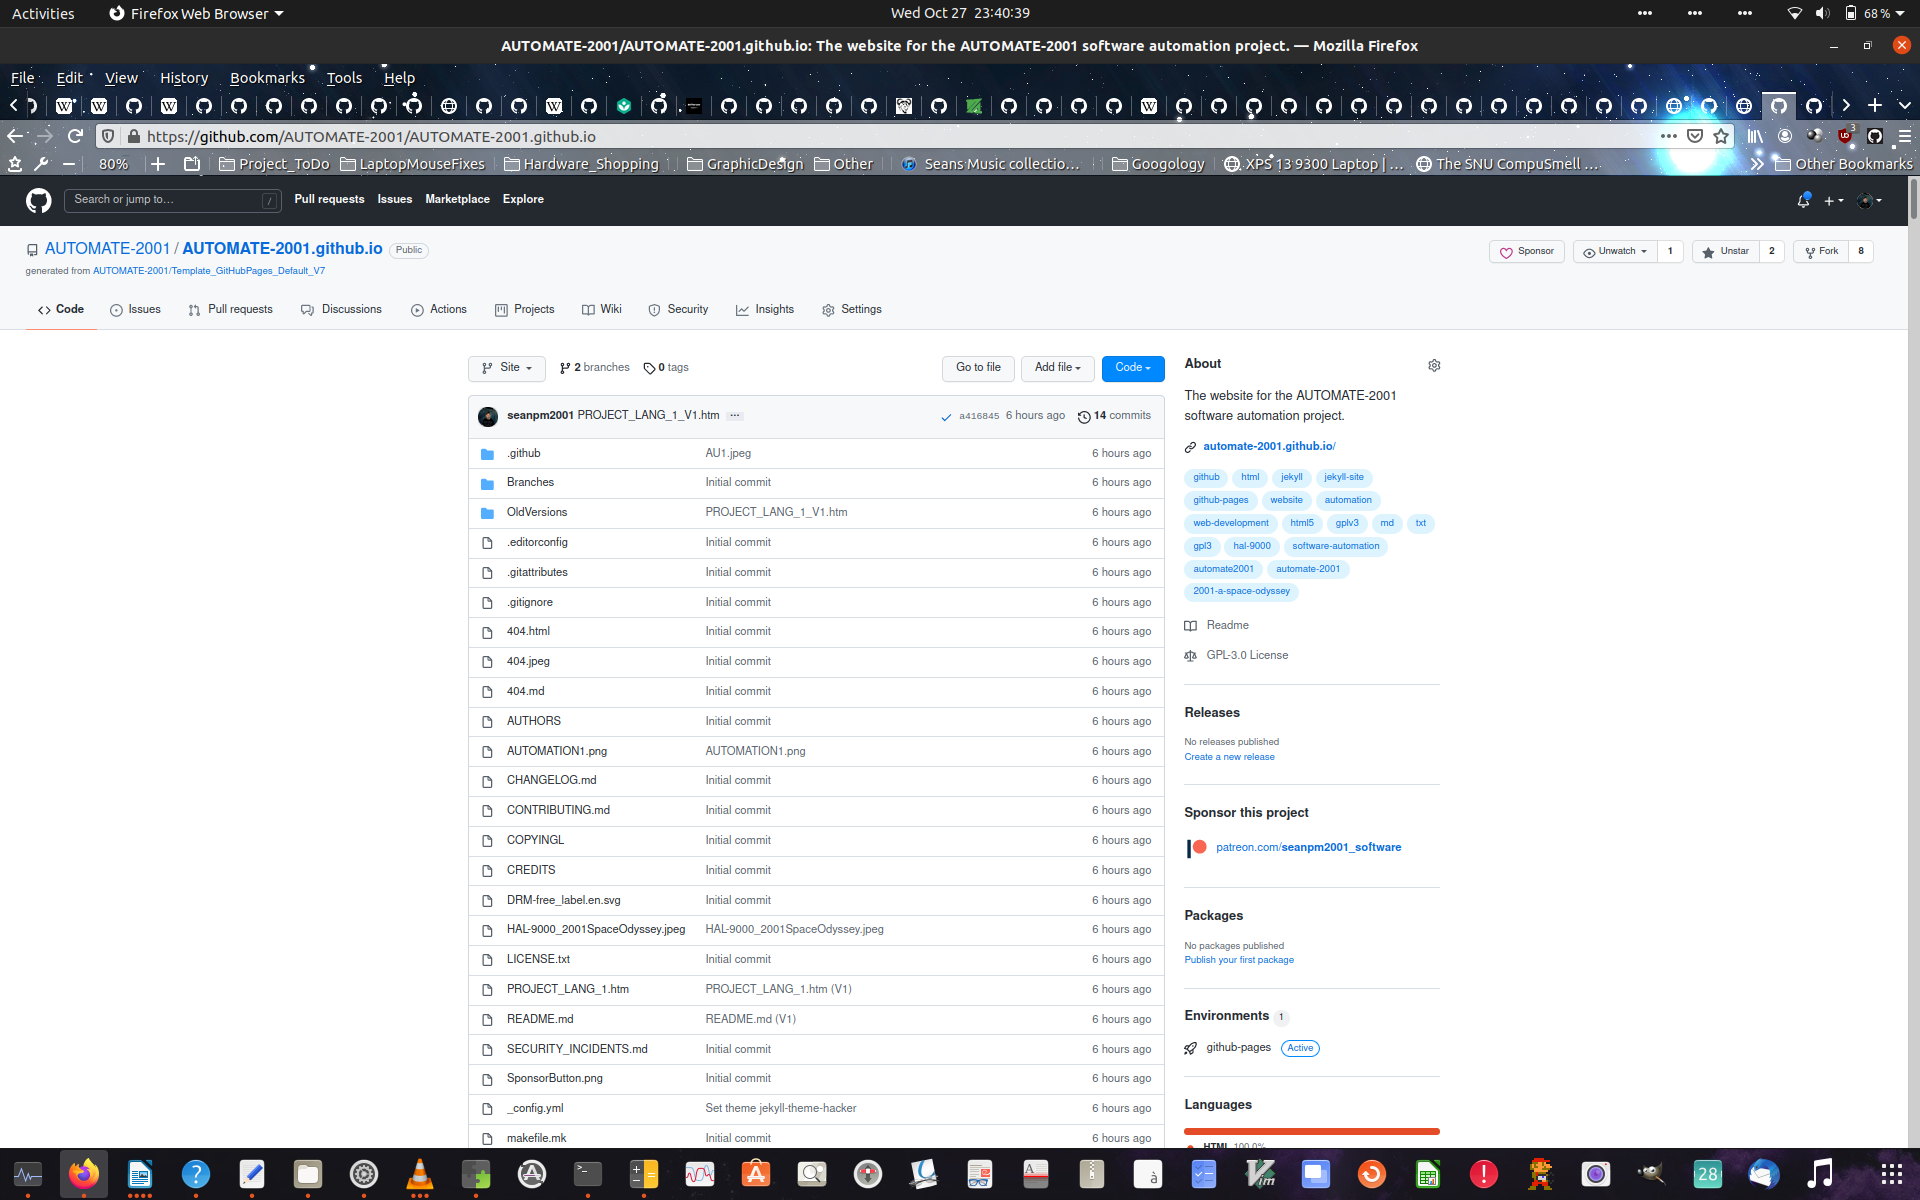 Activities Firefox Web Browser Wed Oct 27 23:40:39 68 %
AUTOMATE-2001/AUTOMATE-2001.github.io: The website for the AUTOMATE-2001 software automation project. — Mozilla Firefox
File Edit View History Bookmarks Tools Help
https://github.com/AUTOMATE-2001/AUTOMATE-2001.github.io 3
80% Project_ToDo LaptopMouseFixes Hardware_Shopping GraphicDesign Other Seans Music collectio... Googology XPS 13 9300 Laptop | ... The SNU CompuSmell ... Other Bookmarks
Search or jump to... / Pull requests Issues Marketplace Explore
AUTOMATE-2001 / AUTOMATE-2001.github.io Public Sponsor Unwatch 1 Unstar 2 Fork 8
generated from AUTOMATE-2001/Template_GitHubPages_Default_V7
Code Issues Pull requests Discussions Actions Projects Wiki Security Insights Settings
Site 2 branches 0 tags Go to file Add file Code
seanpm2001 PROJECT_LANG_1_V1.htm ... a416845 6 hours ago 14 commits
.github AU1.jpeg 6 hours ago
Branches Initial commit 6 hours ago
OldVersions PROJECT_LANG_1_V1.htm 6 hours ago
.editorconfig Initial commit 6 hours ago
.gitattributes Initial commit 6 hours ago
.gitignore Initial commit 6 hours ago
404.html Initial commit 6 hours ago
404.jpeg Initial commit 6 hours ago
404.md Initial commit 6 hours ago
AUTHORS Initial commit 6 hours ago
AUTOMATION1.png AUTOMATION1.png 6 hours ago
CHANGELOG.md Initial commit 6 hours ago
CONTRIBUTING.md Initial commit 6 hours ago
COPYINGL Initial commit 6 hours ago
CREDITS Initial commit 6 hours ago
DRM-free_label.en.svg Initial commit 6 hours ago
HAL-9000_2001SpaceOdyssey.jpeg HAL-9000_2001SpaceOdyssey.jpeg 6 hours ago
LICENSE.txt Initial commit 6 hours ago
PROJECT_LANG_1.htm PROJECT_LANG_1.htm (V1) 6 hours ago
README.md README.md (V1) 6 hours ago
SECURITY_INCIDENTS.md Initial commit 6 hours ago
SponsorButton.png Initial commit 6 hours ago
_config.yml Set theme jekyll-theme-hacker 6 hours ago
makefile.mk Initial commit 6 hours ago
About
The website for the AUTOMATE-2001
software automation project.
automate-2001.github.io/
github html jekyll jekyll-site
github-pages website automation
web-development html5 gplv3 md txt
gpl3 hal-9000 software-automation
automate2001 automate-2001
2001-a-space-odyssey
Readme
GPL-3.0 License
Releases
No releases published
Create a new release
Sponsor this project
patreon.com/seanpm2001_software
Packages
No packages published
Publish your first package
Environments 1
github-pages Active
Languages
HTML 100.0%
28